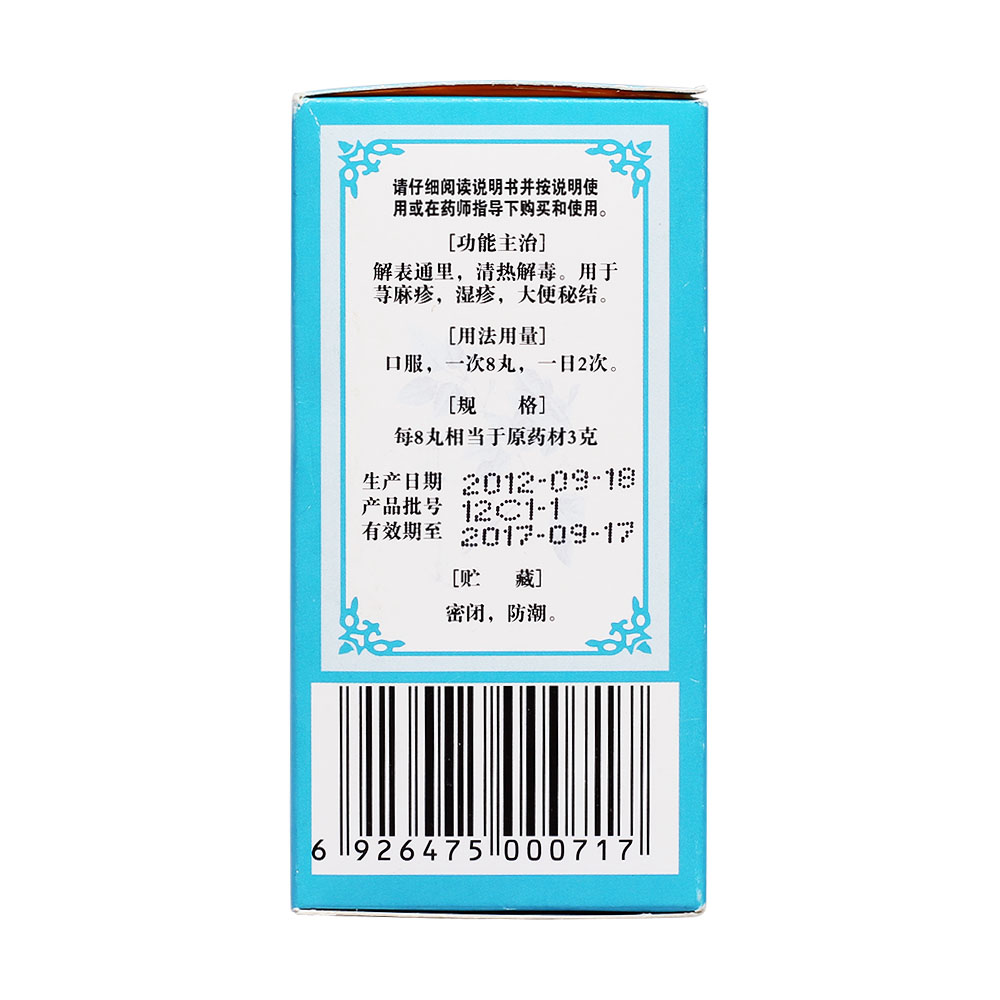 请仔细阅读说明书并按说明使
用或在药师指导下购买和使用。
[功能主治]
解表通里，清热解毒。用于
荨麻疹，湿疹，大便秘结。
[用法用量]
口服，一次8丸，一日2次。
[规 格]
每8丸相当于原药材3克
生产日期 2012-09-18
产品批号 12C1-1
有效期至 2017-09-17
[贮 藏]
密闭，防潮。
6 926475 000717